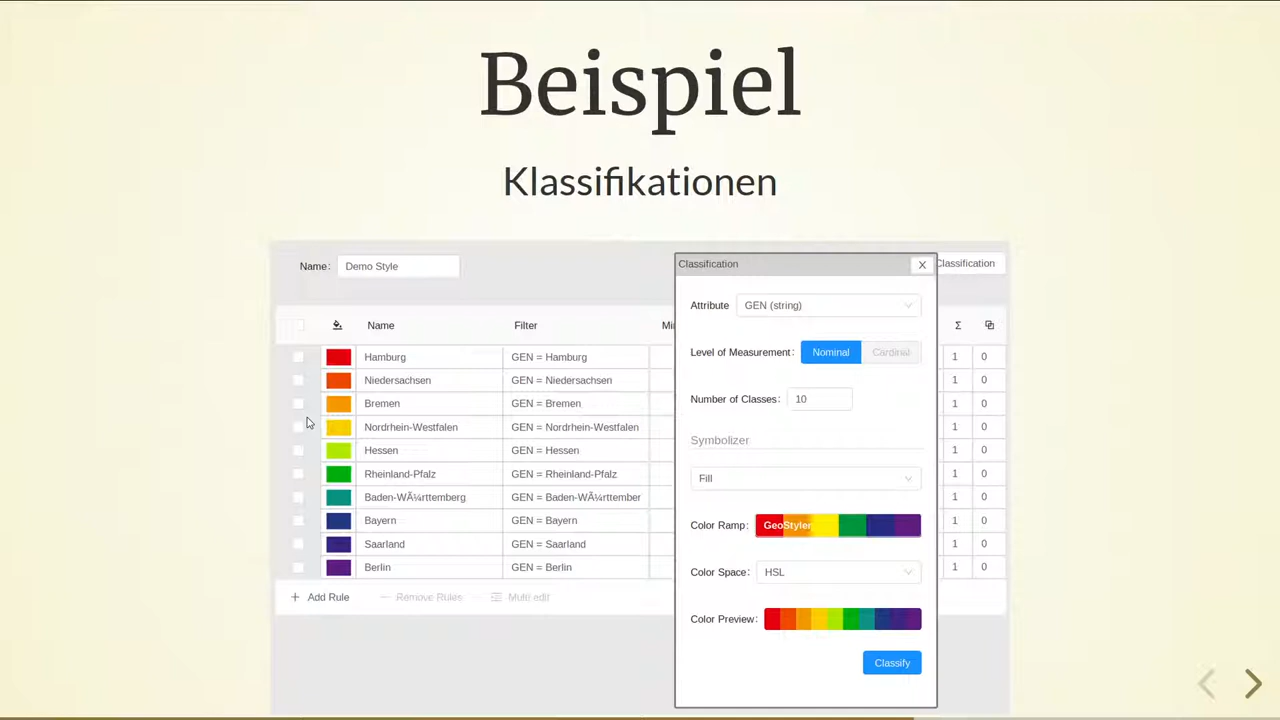 Beispiel
Klassifikationen
Name: Demo Style
Classification
X
Classification
Name Filter Σ
Hamburg GEN = Hamburg 1 0
Niedersachsen GEN = Niedersachsen 1 0
Bremen GEN = Bremen 1 0
Nordrhein-Westfalen GEN = Nordrhein-Westfalen 1 0
Hessen GEN = Hessen 1 0
Rheinland-Pfalz GEN = Rheinland-Pfalz 1 0
Baden-WÃ¼rttemberg GEN = Baden-WÃ¼rttember 1 0
Bayern GEN = Bayern 1 0
Saarland GEN = Saarland 1 0
Berlin GEN = Berlin 1 0
+ Add Rule Remove Rules Multi edit
Attribute GEN (string)
Level of Measurement: Nominal Cardinal
Number of Classes: 10
Symbolizer
Fill
Color Ramp: GeoStyler
Color Space: HSL
Color Preview:
Classify